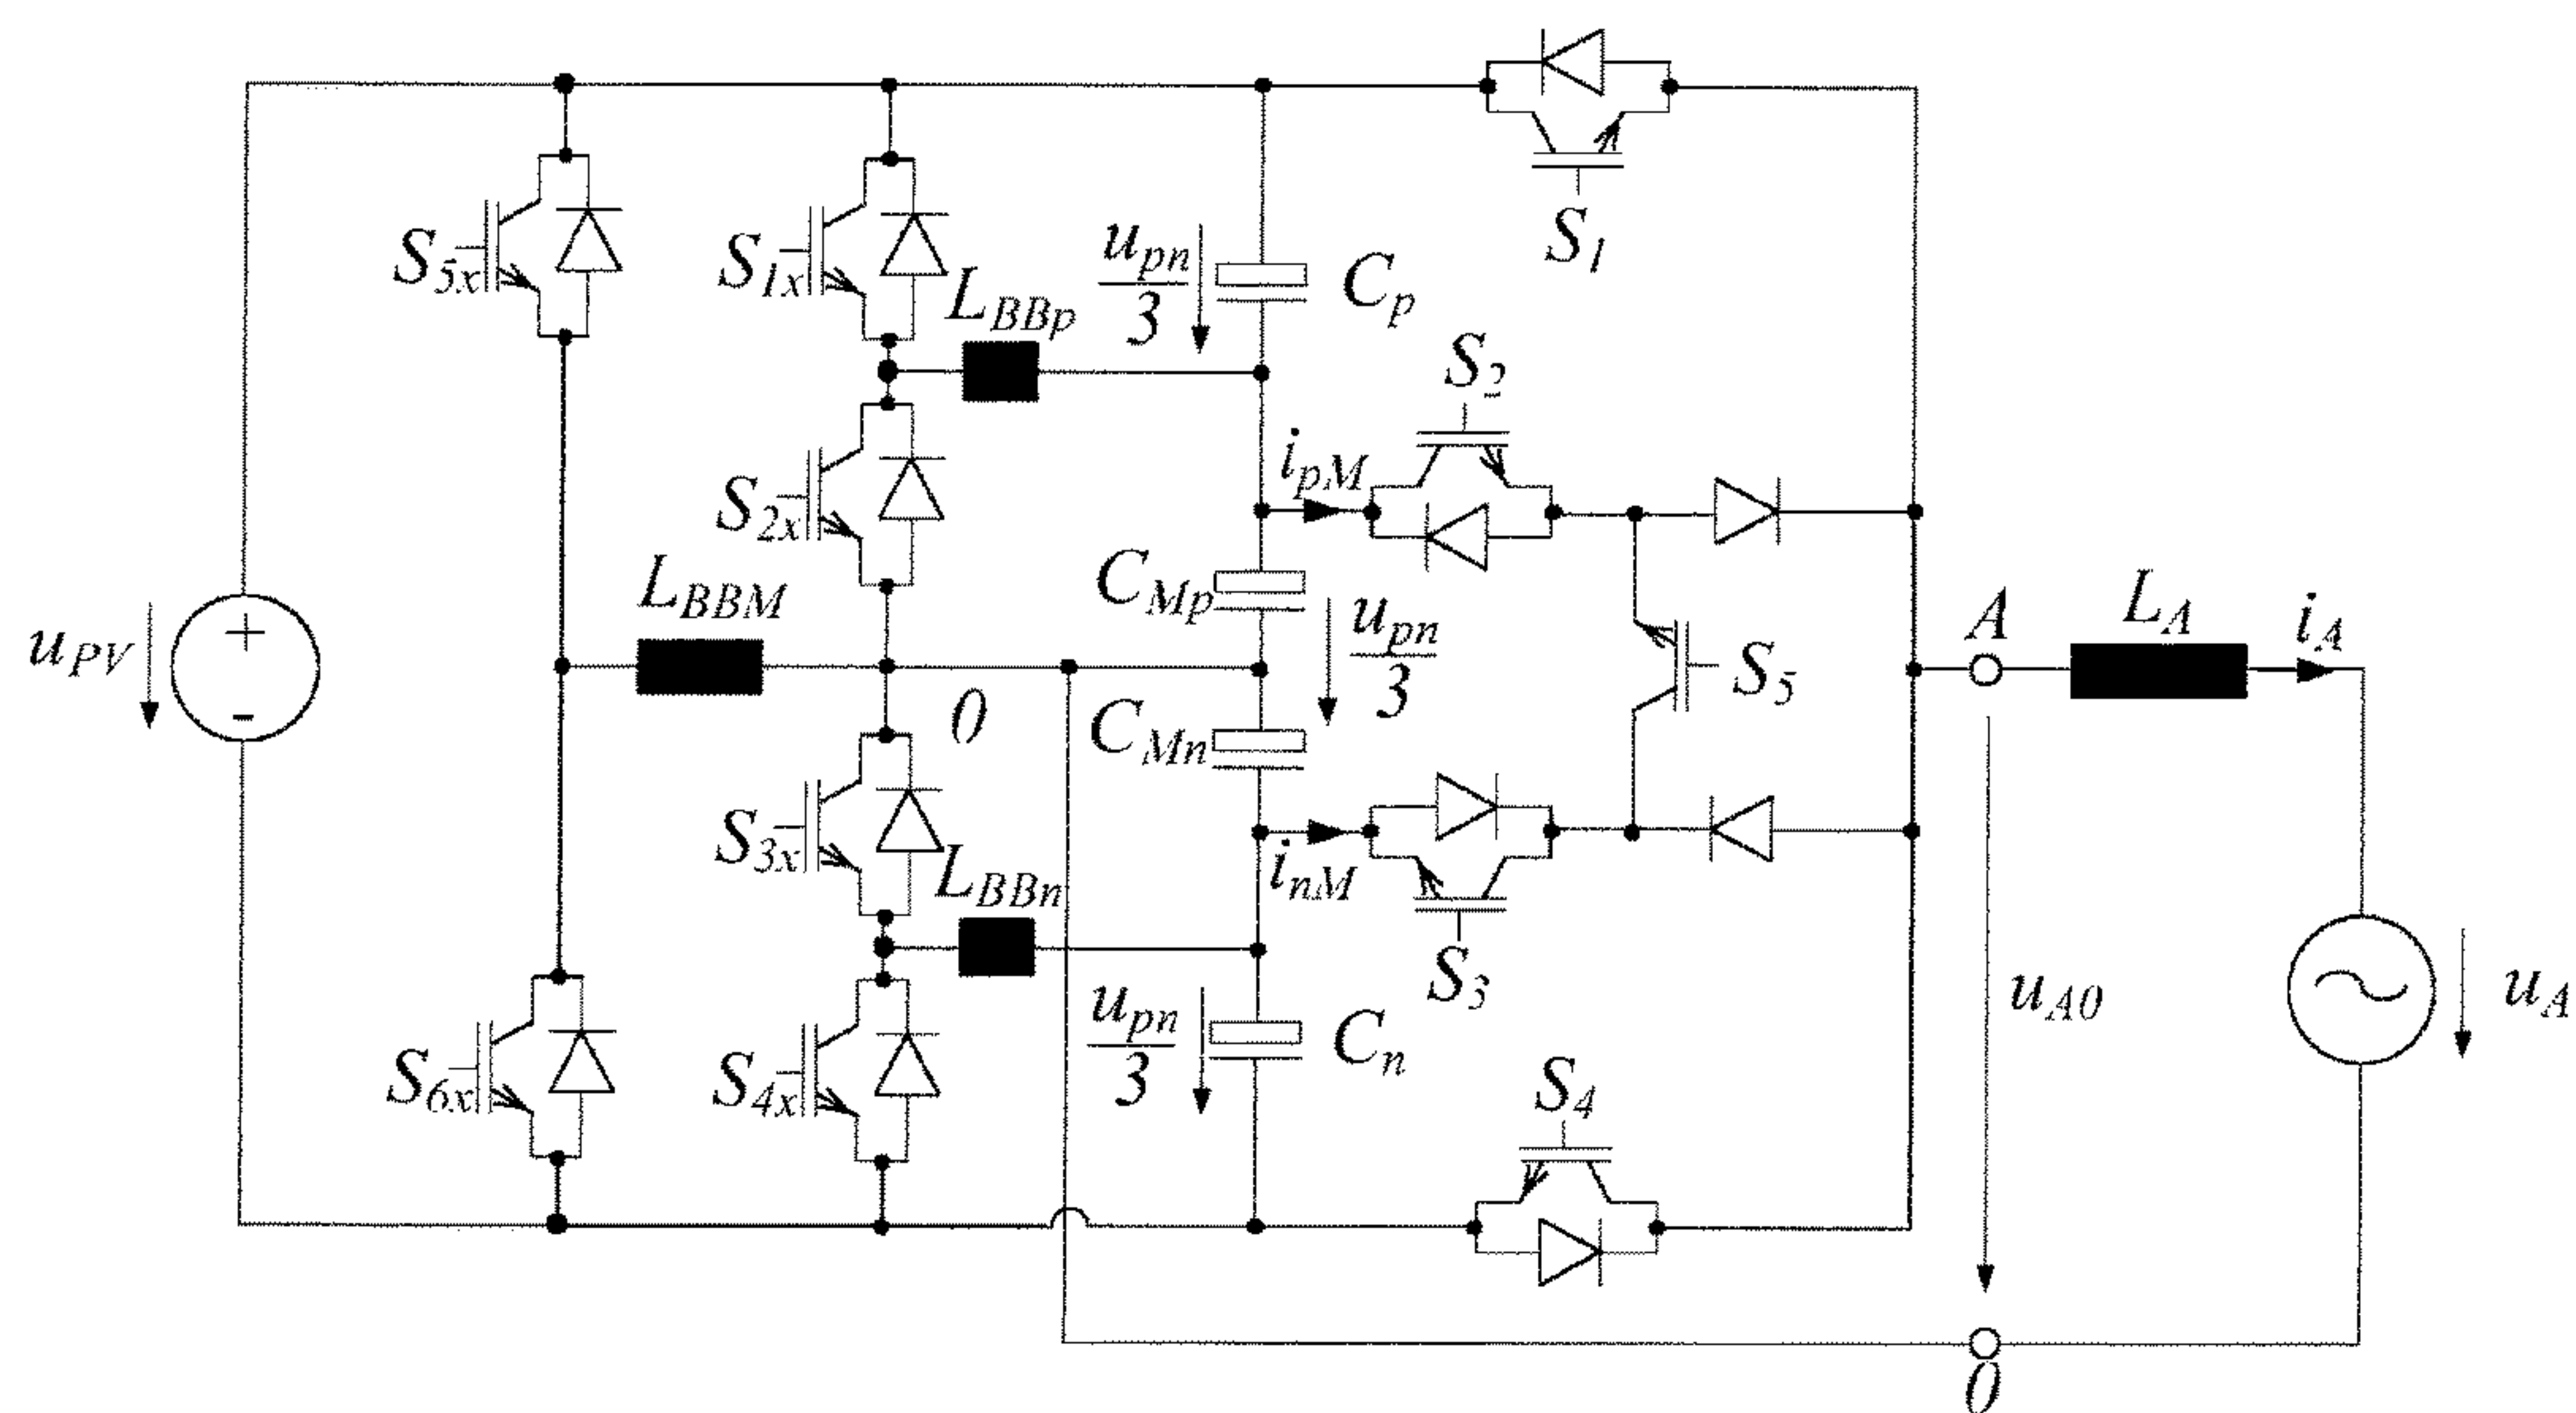 S1
S5x
S1x
LBBp
upn/3
Cp
S2
ipM
S2x
LBBM
CMp
upn/3
A
LA
iA
uPV
+
-
0
S5
CMn
S3x
LBBn
inM
S3
uA0
uA
upn/3
Cn
S6x
S4x
S4
0